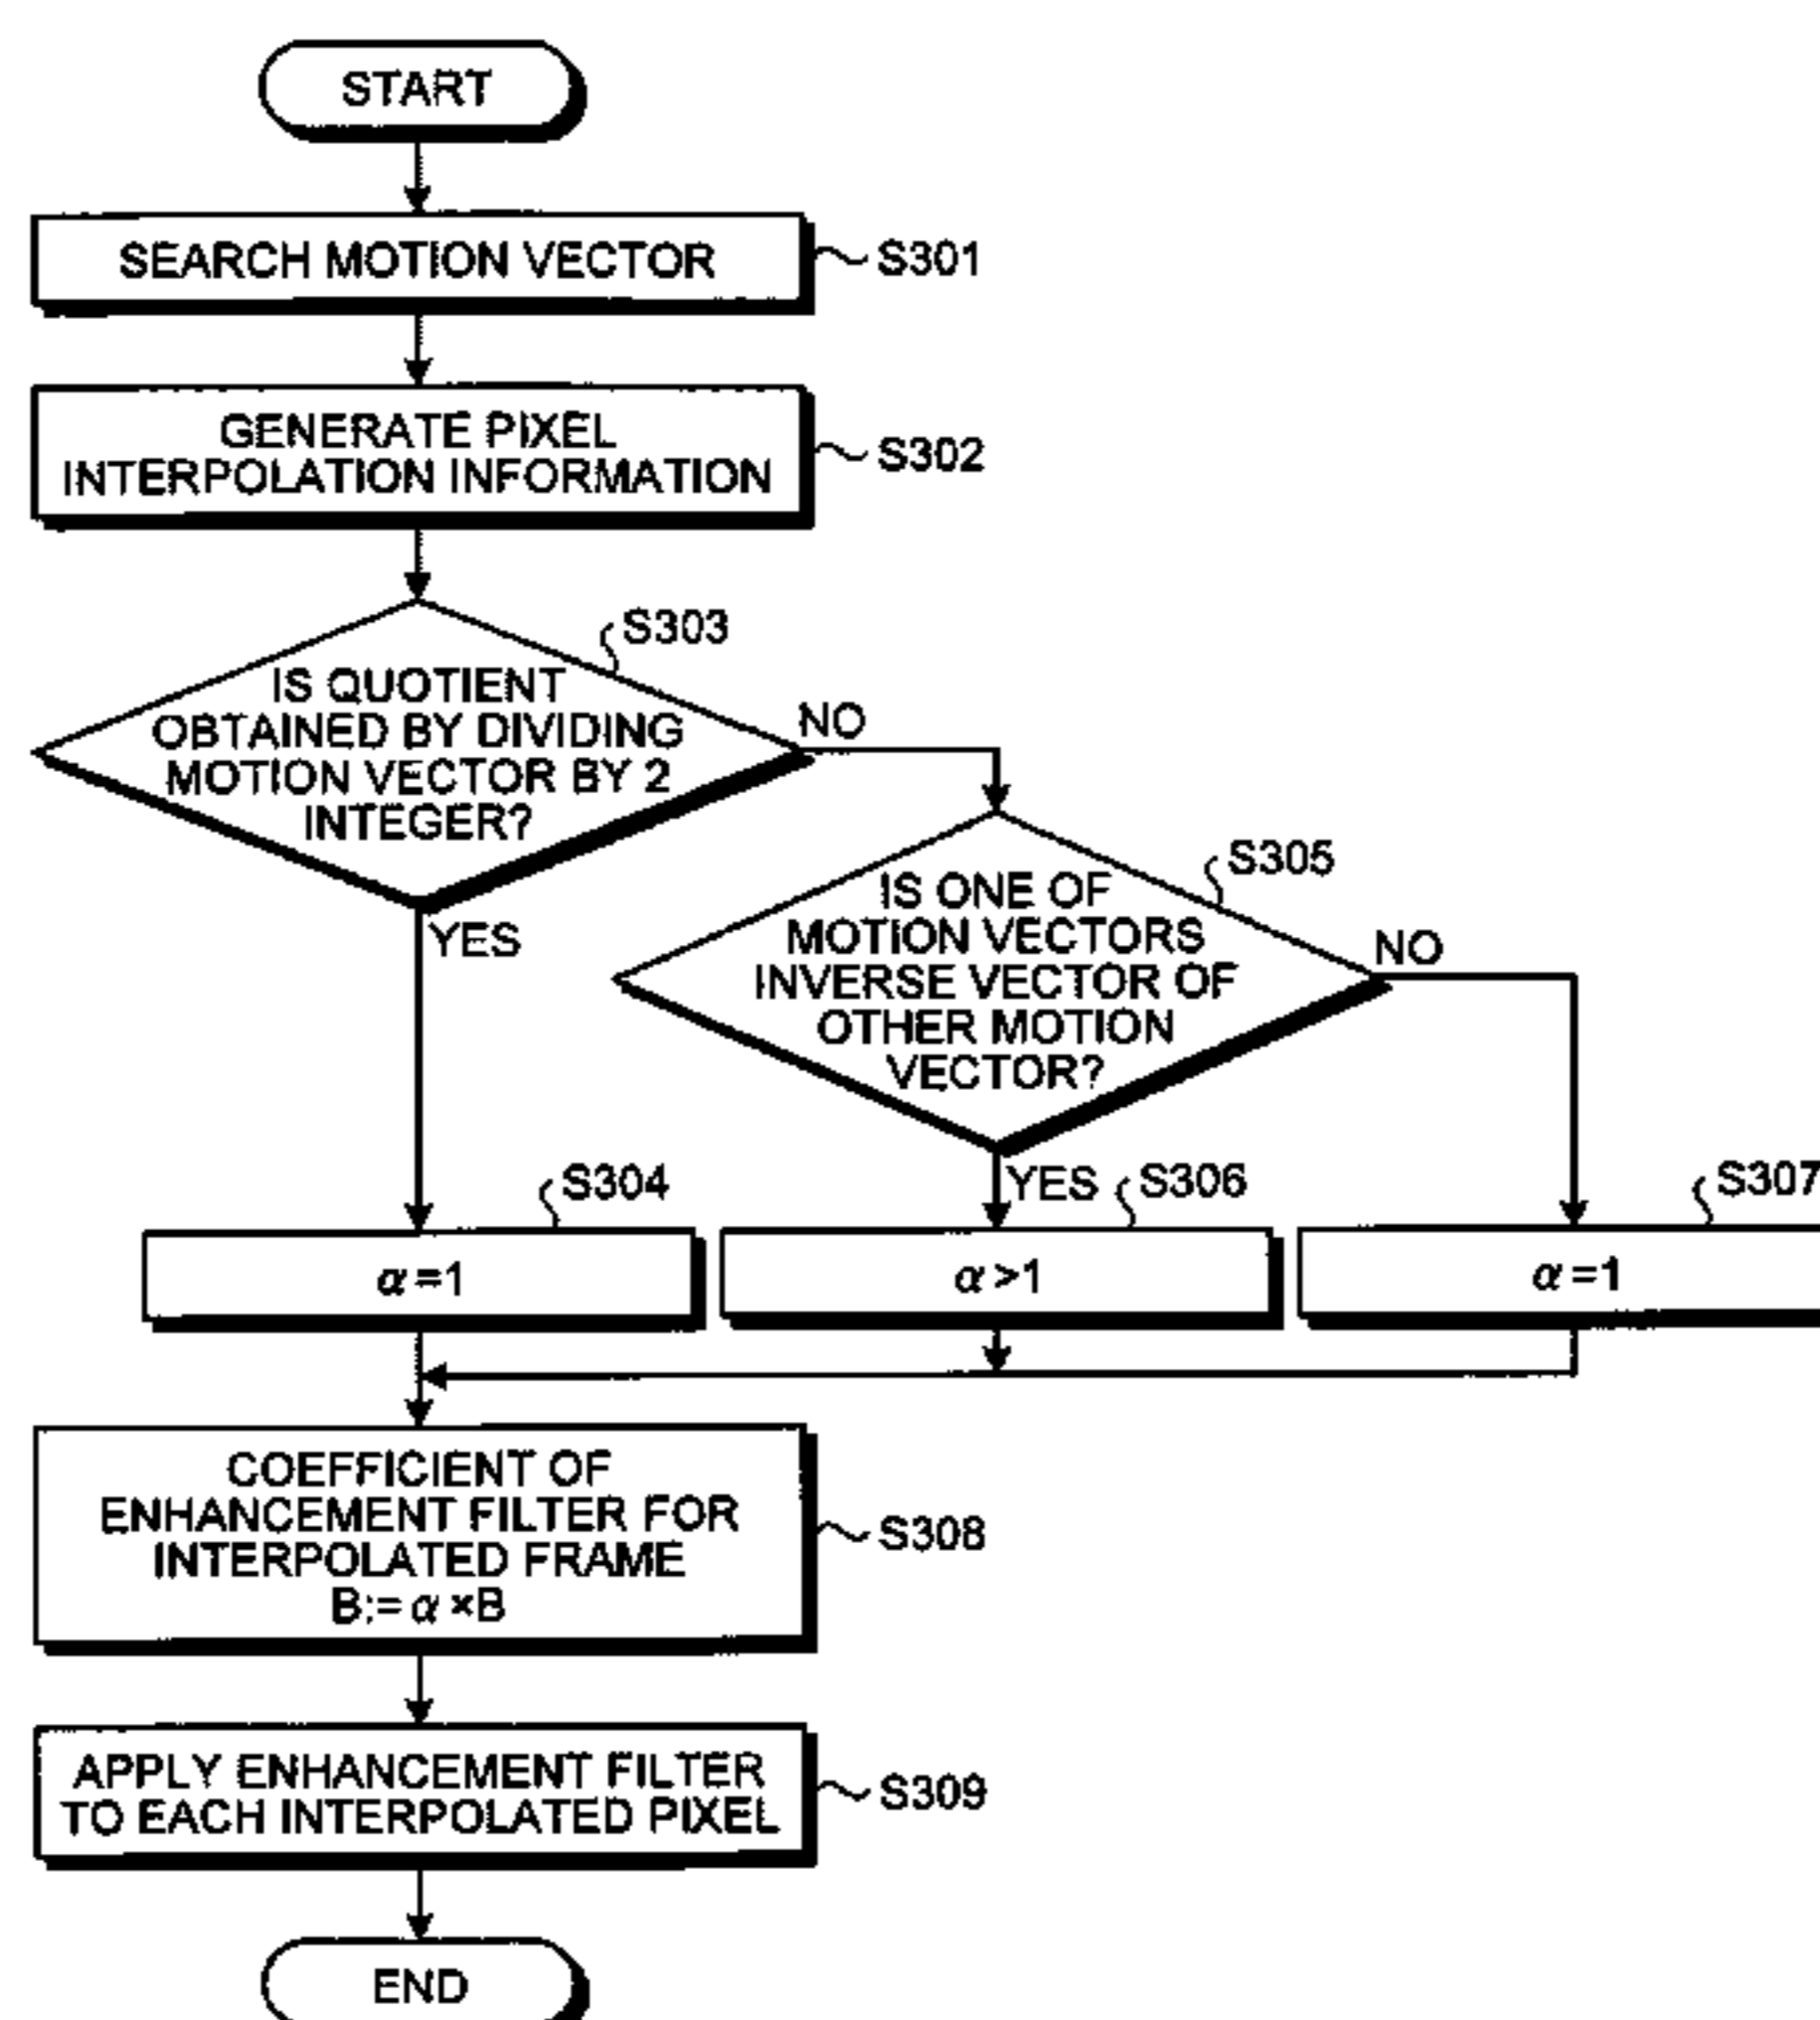 START
SEARCH MOTION VECTOR
S301
GENERATE PIXEL
INTERPOLATION INFORMATION
S302
S303
IS QUOTIENT
OBTAINED BY DIVIDING
MOTION VECTOR BY 2
INTEGER?
NO
YES
S305
IS ONE OF
MOTION VECTORS
INVERSE VECTOR OF
OTHER MOTION
VECTOR?
NO
YES
S304
α=1
S306
α>1
S307
α=1
COEFFICIENT OF
ENHANCEMENT FILTER FOR
INTERPOLATED FRAME
B:=α×B
S308
APPLY ENHANCEMENT FILTER
TO EACH INTERPOLATED PIXEL
S309
END